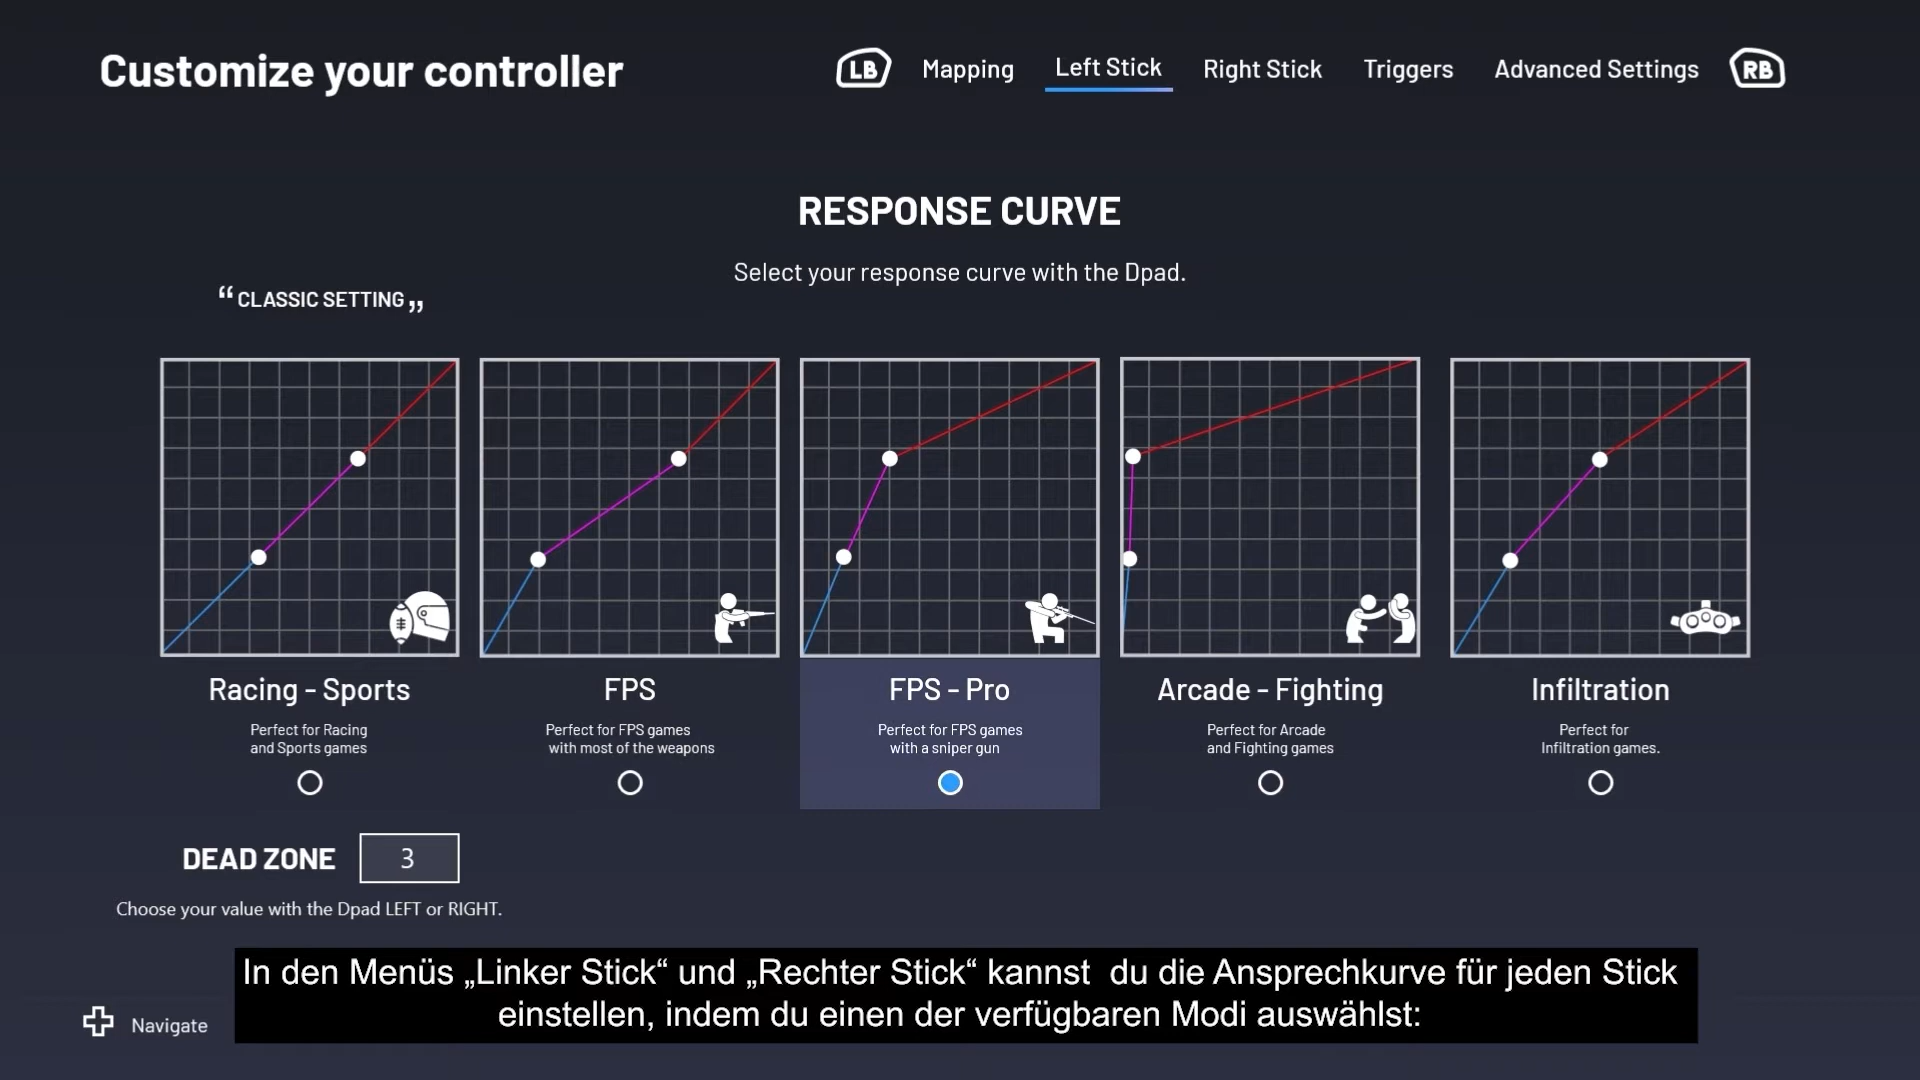 Customize your controller
LB Mapping Left Stick Right Stick Triggers Advanced Settings RB
RESPONSE CURVE
Select your response curve with the Dpad.
“ CLASSIC SETTING „
Racing - Sports
Perfect for Racing
and Sports games
FPS
Perfect for FPS games
with most of the weapons
FPS - Pro
Perfect for FPS games
with a sniper gun
Arcade - Fighting
Perfect for Arcade
and Fighting games
Infiltration
Perfect for
Infiltration games.
DEAD ZONE 3
Choose your value with the Dpad LEFT or RIGHT.
In den Menüs „Linker Stick“ und „Rechter Stick“ kannst du die Ansprechkurve für jeden Stick
einstellen, indem du einen der verfügbaren Modi auswählst:
Navigate